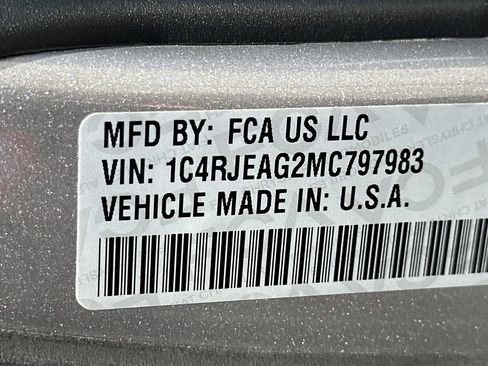 MFD BY: FCA US LLC
VIN: 1C4RJEAG2MC797983
VEHICLE MADE IN: U.S.A.